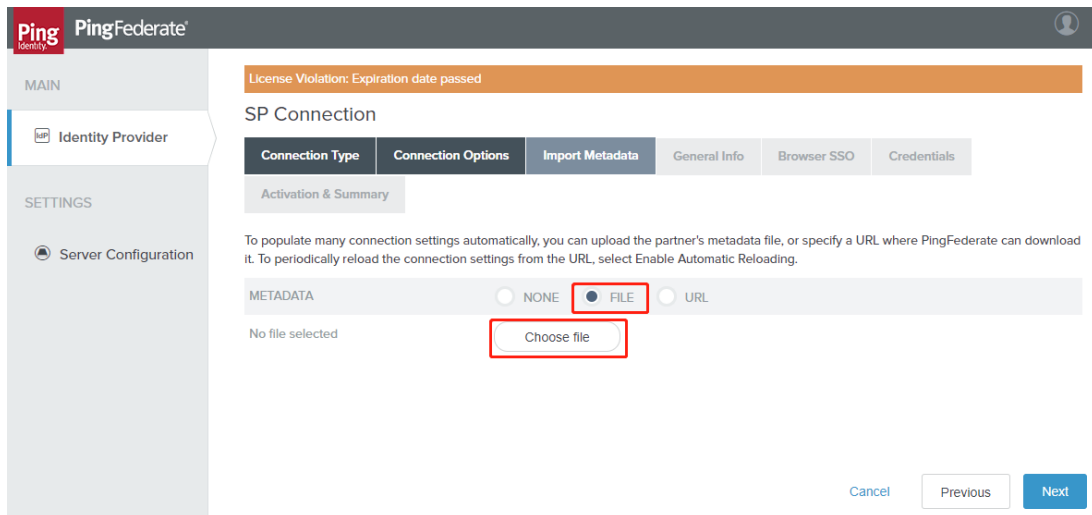 Ping
Identity.
PingFederate®
MAIN
IdP Identity Provider
SETTINGS
Server Configuration
License Violation: Expiration date passed
SP Connection
Connection Type Connection Options Import Metadata General Info Browser SSO Credentials
Activation & Summary
To populate many connection settings automatically, you can upload the partner's metadata file, or specify a URL where PingFederate can download
it. To periodically reload the connection settings from the URL, select Enable Automatic Reloading.
METADATA NONE FILE URL
No file selected Choose file
Cancel Previous Next